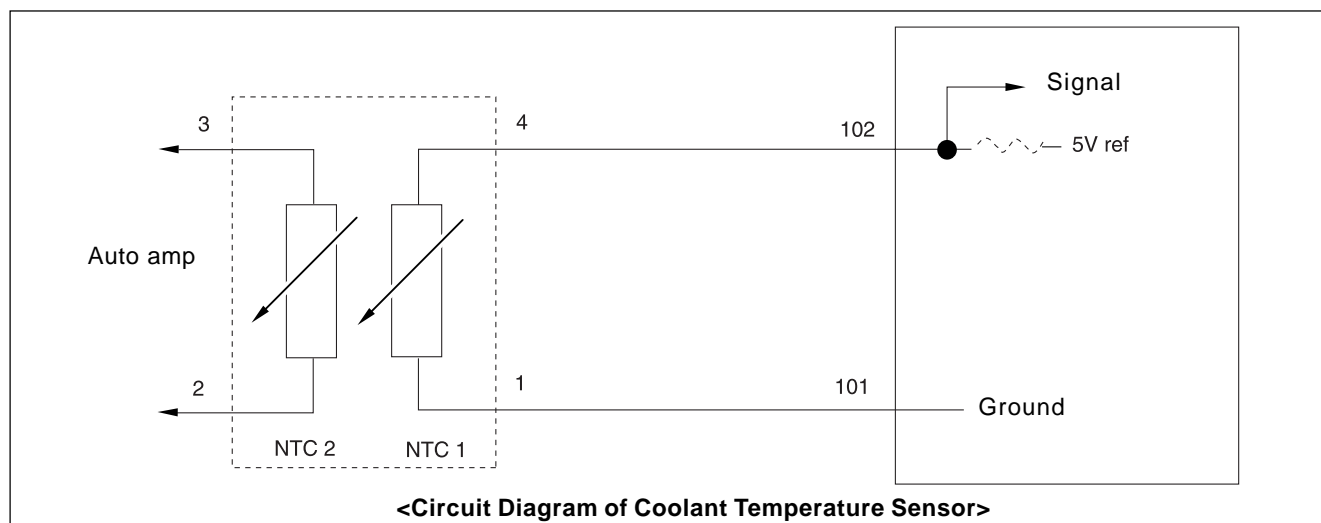 Signal
3
4
102
5V ref
Auto amp
2
1
101
Ground
NTC 2
NTC 1
<Circuit Diagram of Coolant Temperature Sensor>